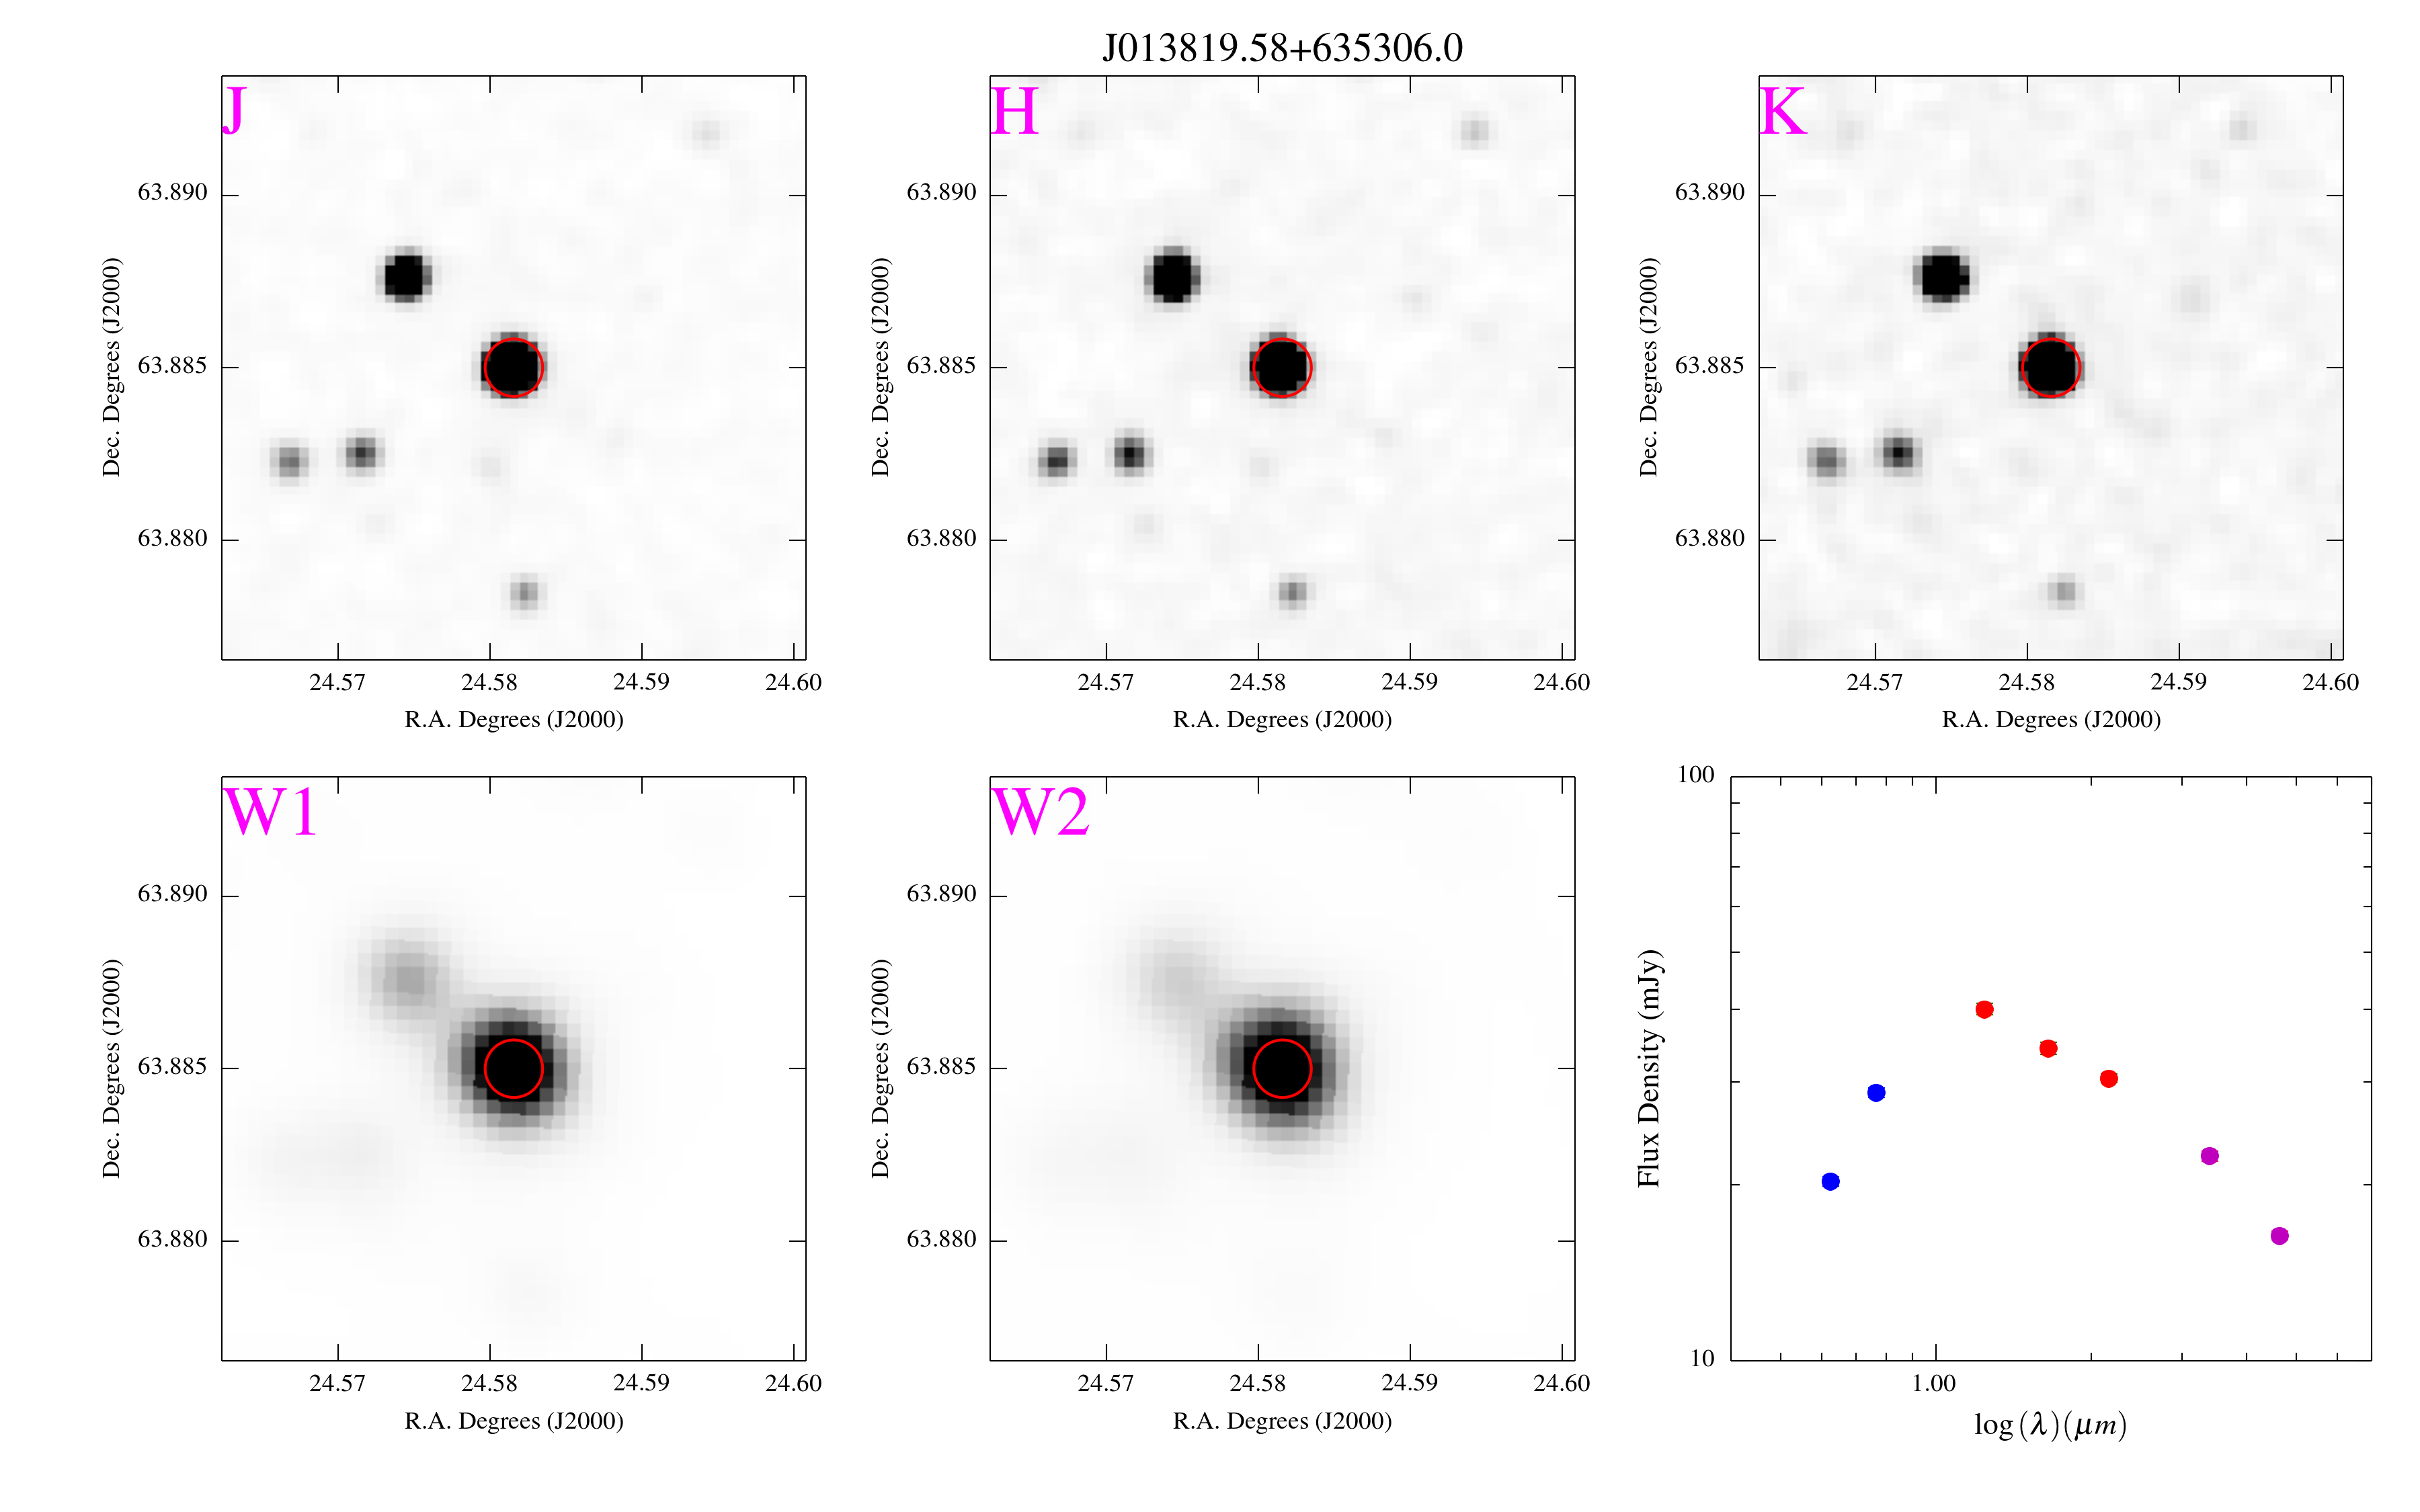 J013819.58+635306.0
J
63.890
63.885
63.880
Dec. Degrees (J2000)
24.57 24.58 24.59 24.60
R.A. Degrees (J2000)
H
63.890
63.885
63.880
Dec. Degrees (J2000)
24.57 24.58 24.59 24.60
R.A. Degrees (J2000)
K
63.890
63.885
63.880
Dec. Degrees (J2000)
24.57 24.58 24.59 24.60
R.A. Degrees (J2000)
W1
63.890
63.885
63.880
Dec. Degrees (J2000)
24.57 24.58 24.59 24.60
R.A. Degrees (J2000)
W2
63.890
63.885
63.880
Dec. Degrees (J2000)
24.57 24.58 24.59 24.60
R.A. Degrees (J2000)
100
Flux Density (mJy)
10
1.00
log (λ)(μm)